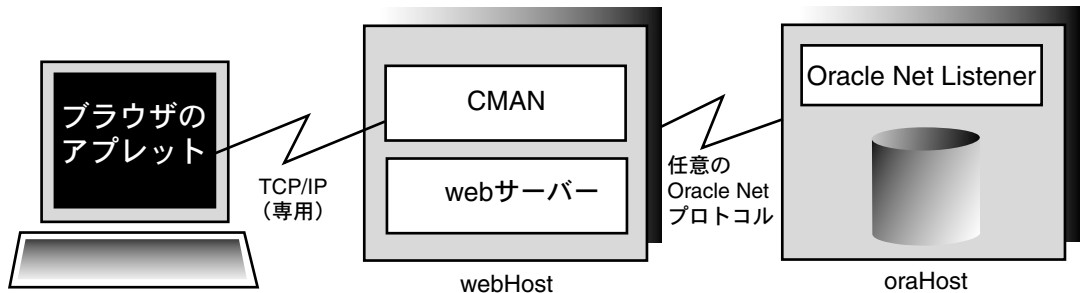 ブラウザの
アプレット
TCP/IP
（専用）
CMAN
webサーバー
webHost
任意の
Oracle Net
プロトコル
Oracle Net Listener
oraHost